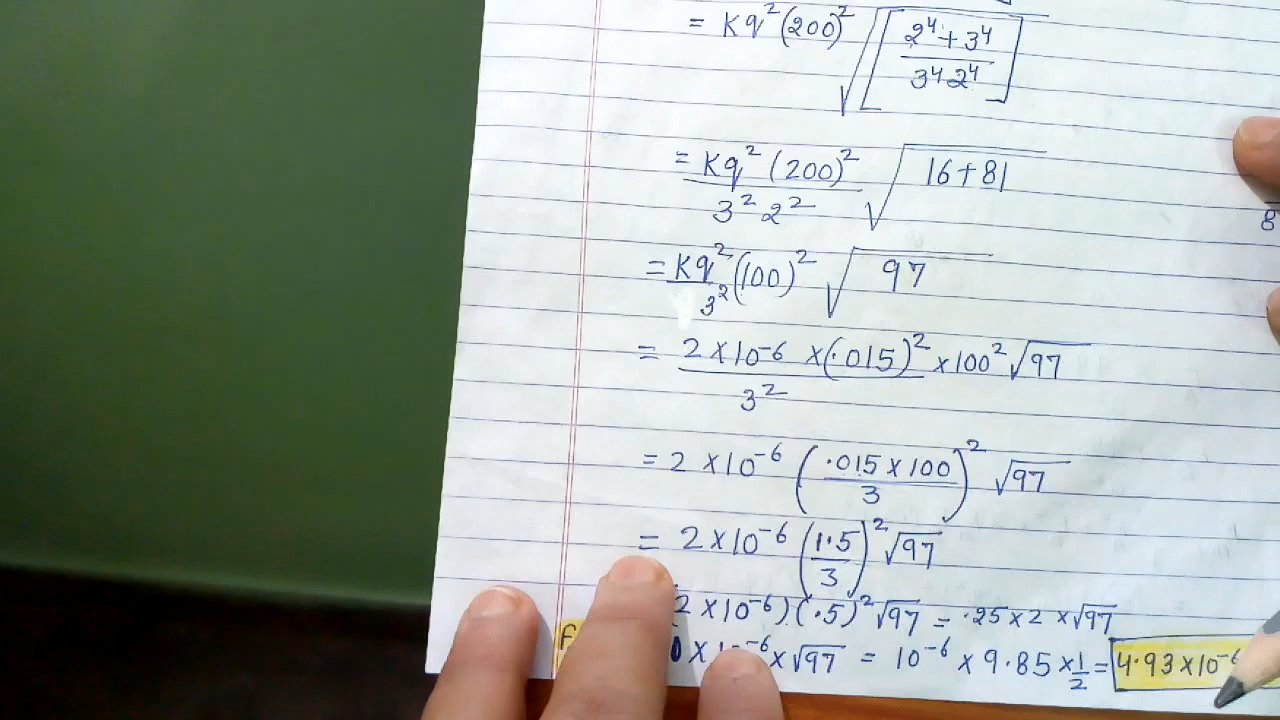 = Kq²(200)² √[(2⁴+3⁴)/(3⁴2⁴)]
= Kq²(200)²/(3² 2²) √16+81
= Kq²/3² (100)² √97
8
= 2×10⁻⁶ ×(.015)²/3² ×100² √97
= 2×10⁻⁶ (.015×100/3)² √97
= 2×10⁻⁶ (1.5/3)² √97
(2×10⁻⁶)(.5)² √97 = .25×2×√97
×√97 = 10⁻⁶ × 9.85 × 1/2 = 4.93×10⁻⁶